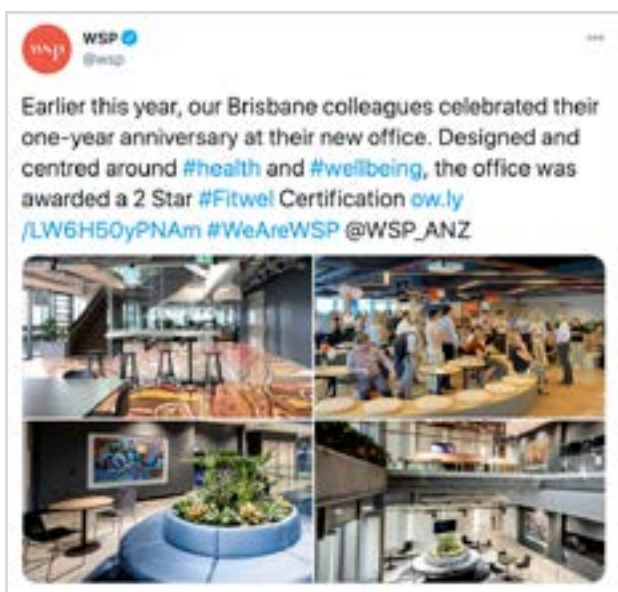 wsp
WSP
@wsp
Earlier this year, our Brisbane colleagues celebrated their
one-year anniversary at their new office. Designed and
centred around #health and #wellbeing, the office was
awarded a 2 Star #Fitwel Certification ow.ly
/LW6H50yPNAm #WeAreWSP @WSP_ANZ